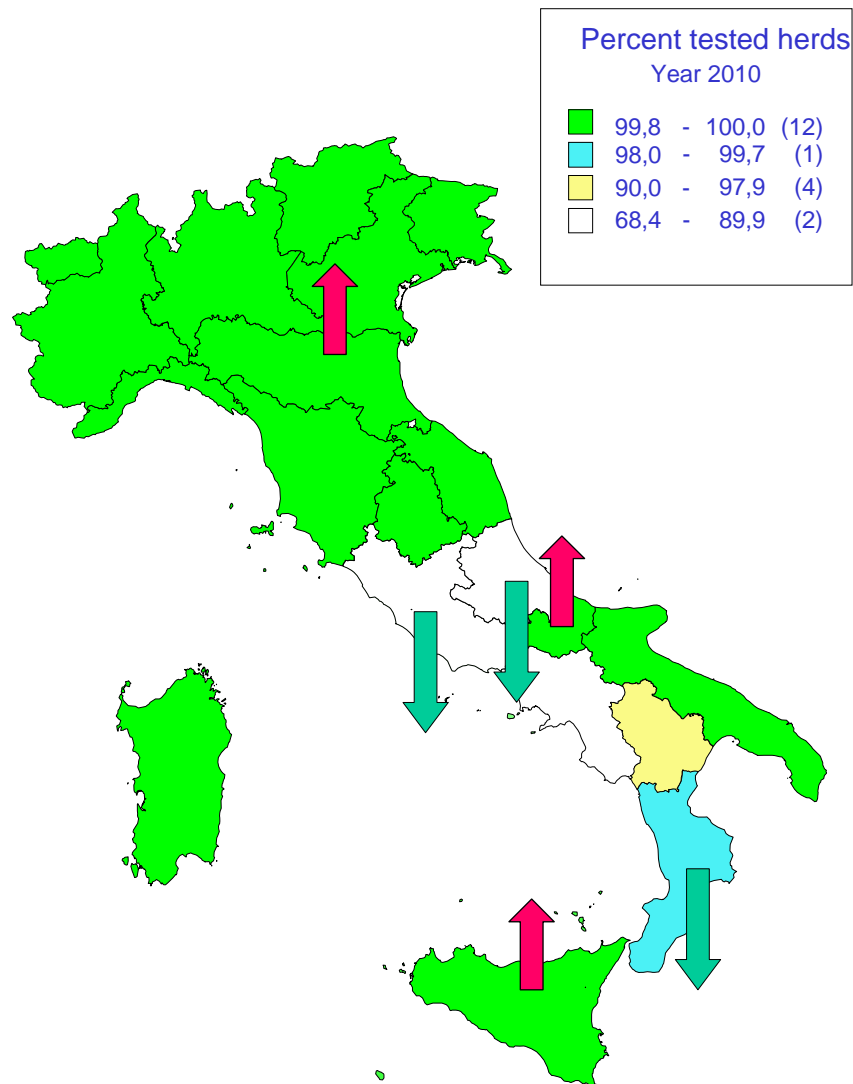 Percent tested herds
Year 2010
99,8 - 100,0 (12)
98,0 - 99,7 (1)
90,0 - 97,9 (4)
68,4 - 89,9 (2)